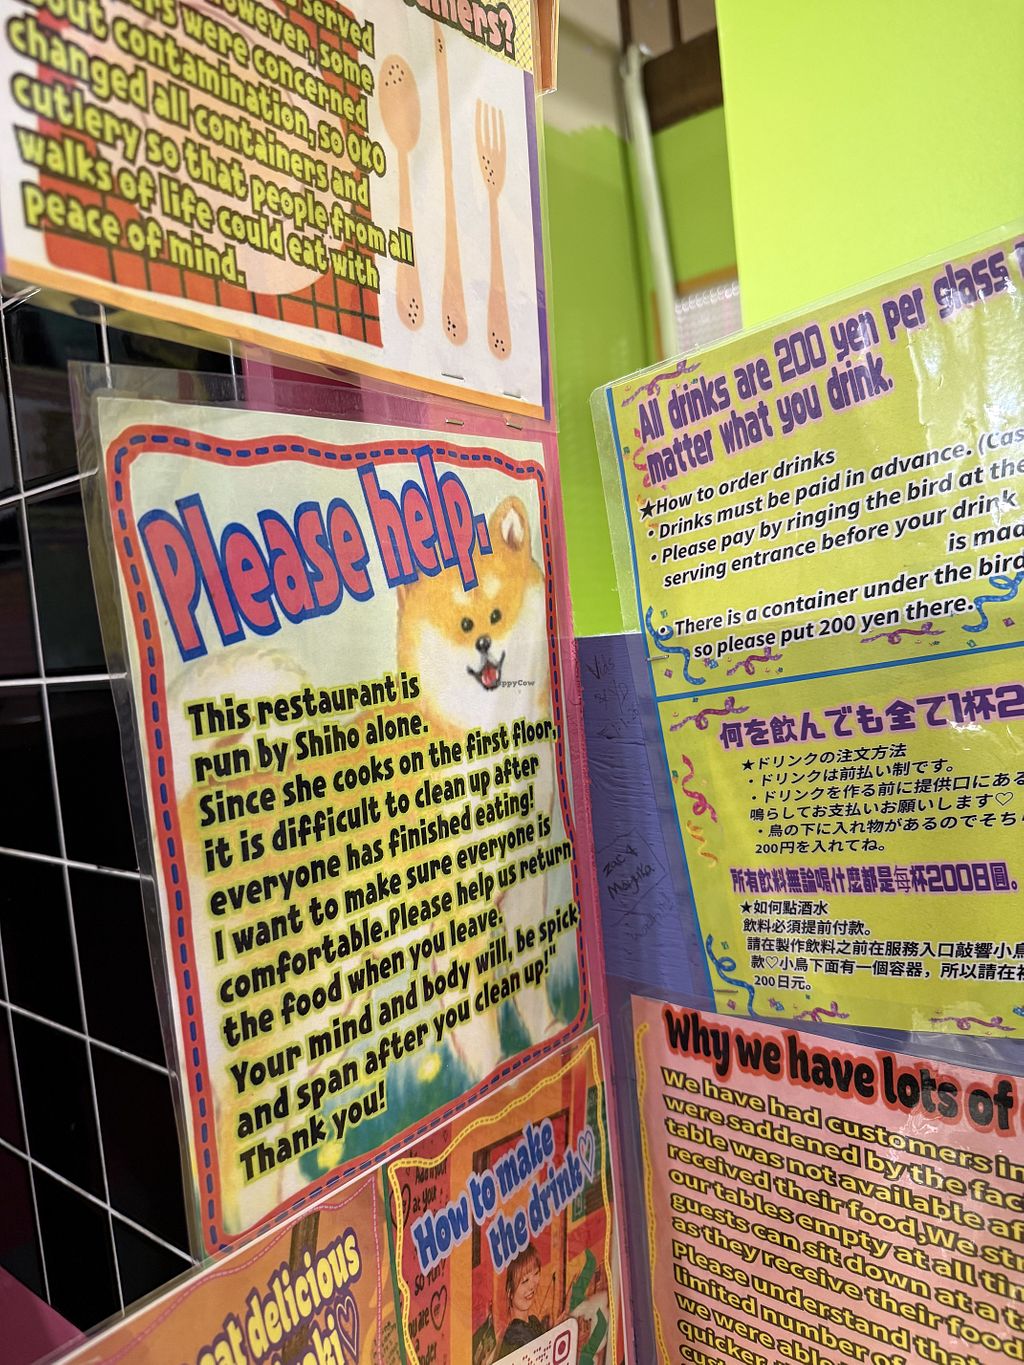 served
However, some
were concerned
out contamination, so OKO
changed all containers and
cutlery so that people from all
walks of life could eat with
peace of mind.
Please help.
This restaurant is
run by Shiho alone.
Since she cooks on the first floor,
it is difficult to clean up after
everyone has finished eating!
I want to make sure everyone is
comfortable.Please help us return
the food when you leave.
Your mind and body will, be spick
and span after you clean up!"
Thank you!
All drinks are 200 yen per glass
matter what you drink.
★How to order drinks
・Drinks must be paid in advance. (Cas
・Please pay by ringing the bird at the
serving entrance before your drink
is mad
・There is a container under the bird
so please put 200 yen there.
何を飲んでも全て1杯2
★ドリンクの注文方法
・ドリンクは前払い制です。
・ドリンクを作る前に提供口にある
鳴らしてお支払いお願いします♡
・鳥の下に入れ物があるのでそち
200円を入れてね。
所有飲料無論喝什麼都是每杯200日圓。
★如何點酒水
飲料必須提前付款。
請在製作飲料之前在服務入口敲響小鳥
款♡小鳥下面有一個容器，所以請在
200日元。
Why we have lots of
We have had customers in
were saddened by the fac
table was not available af
received their food,We str
our tables empty at all tim
guests can sit down at a ta
as they receive their food
Please understand that
limited number of
we were able
quicker.
How to make
the drink♡
eat delicious